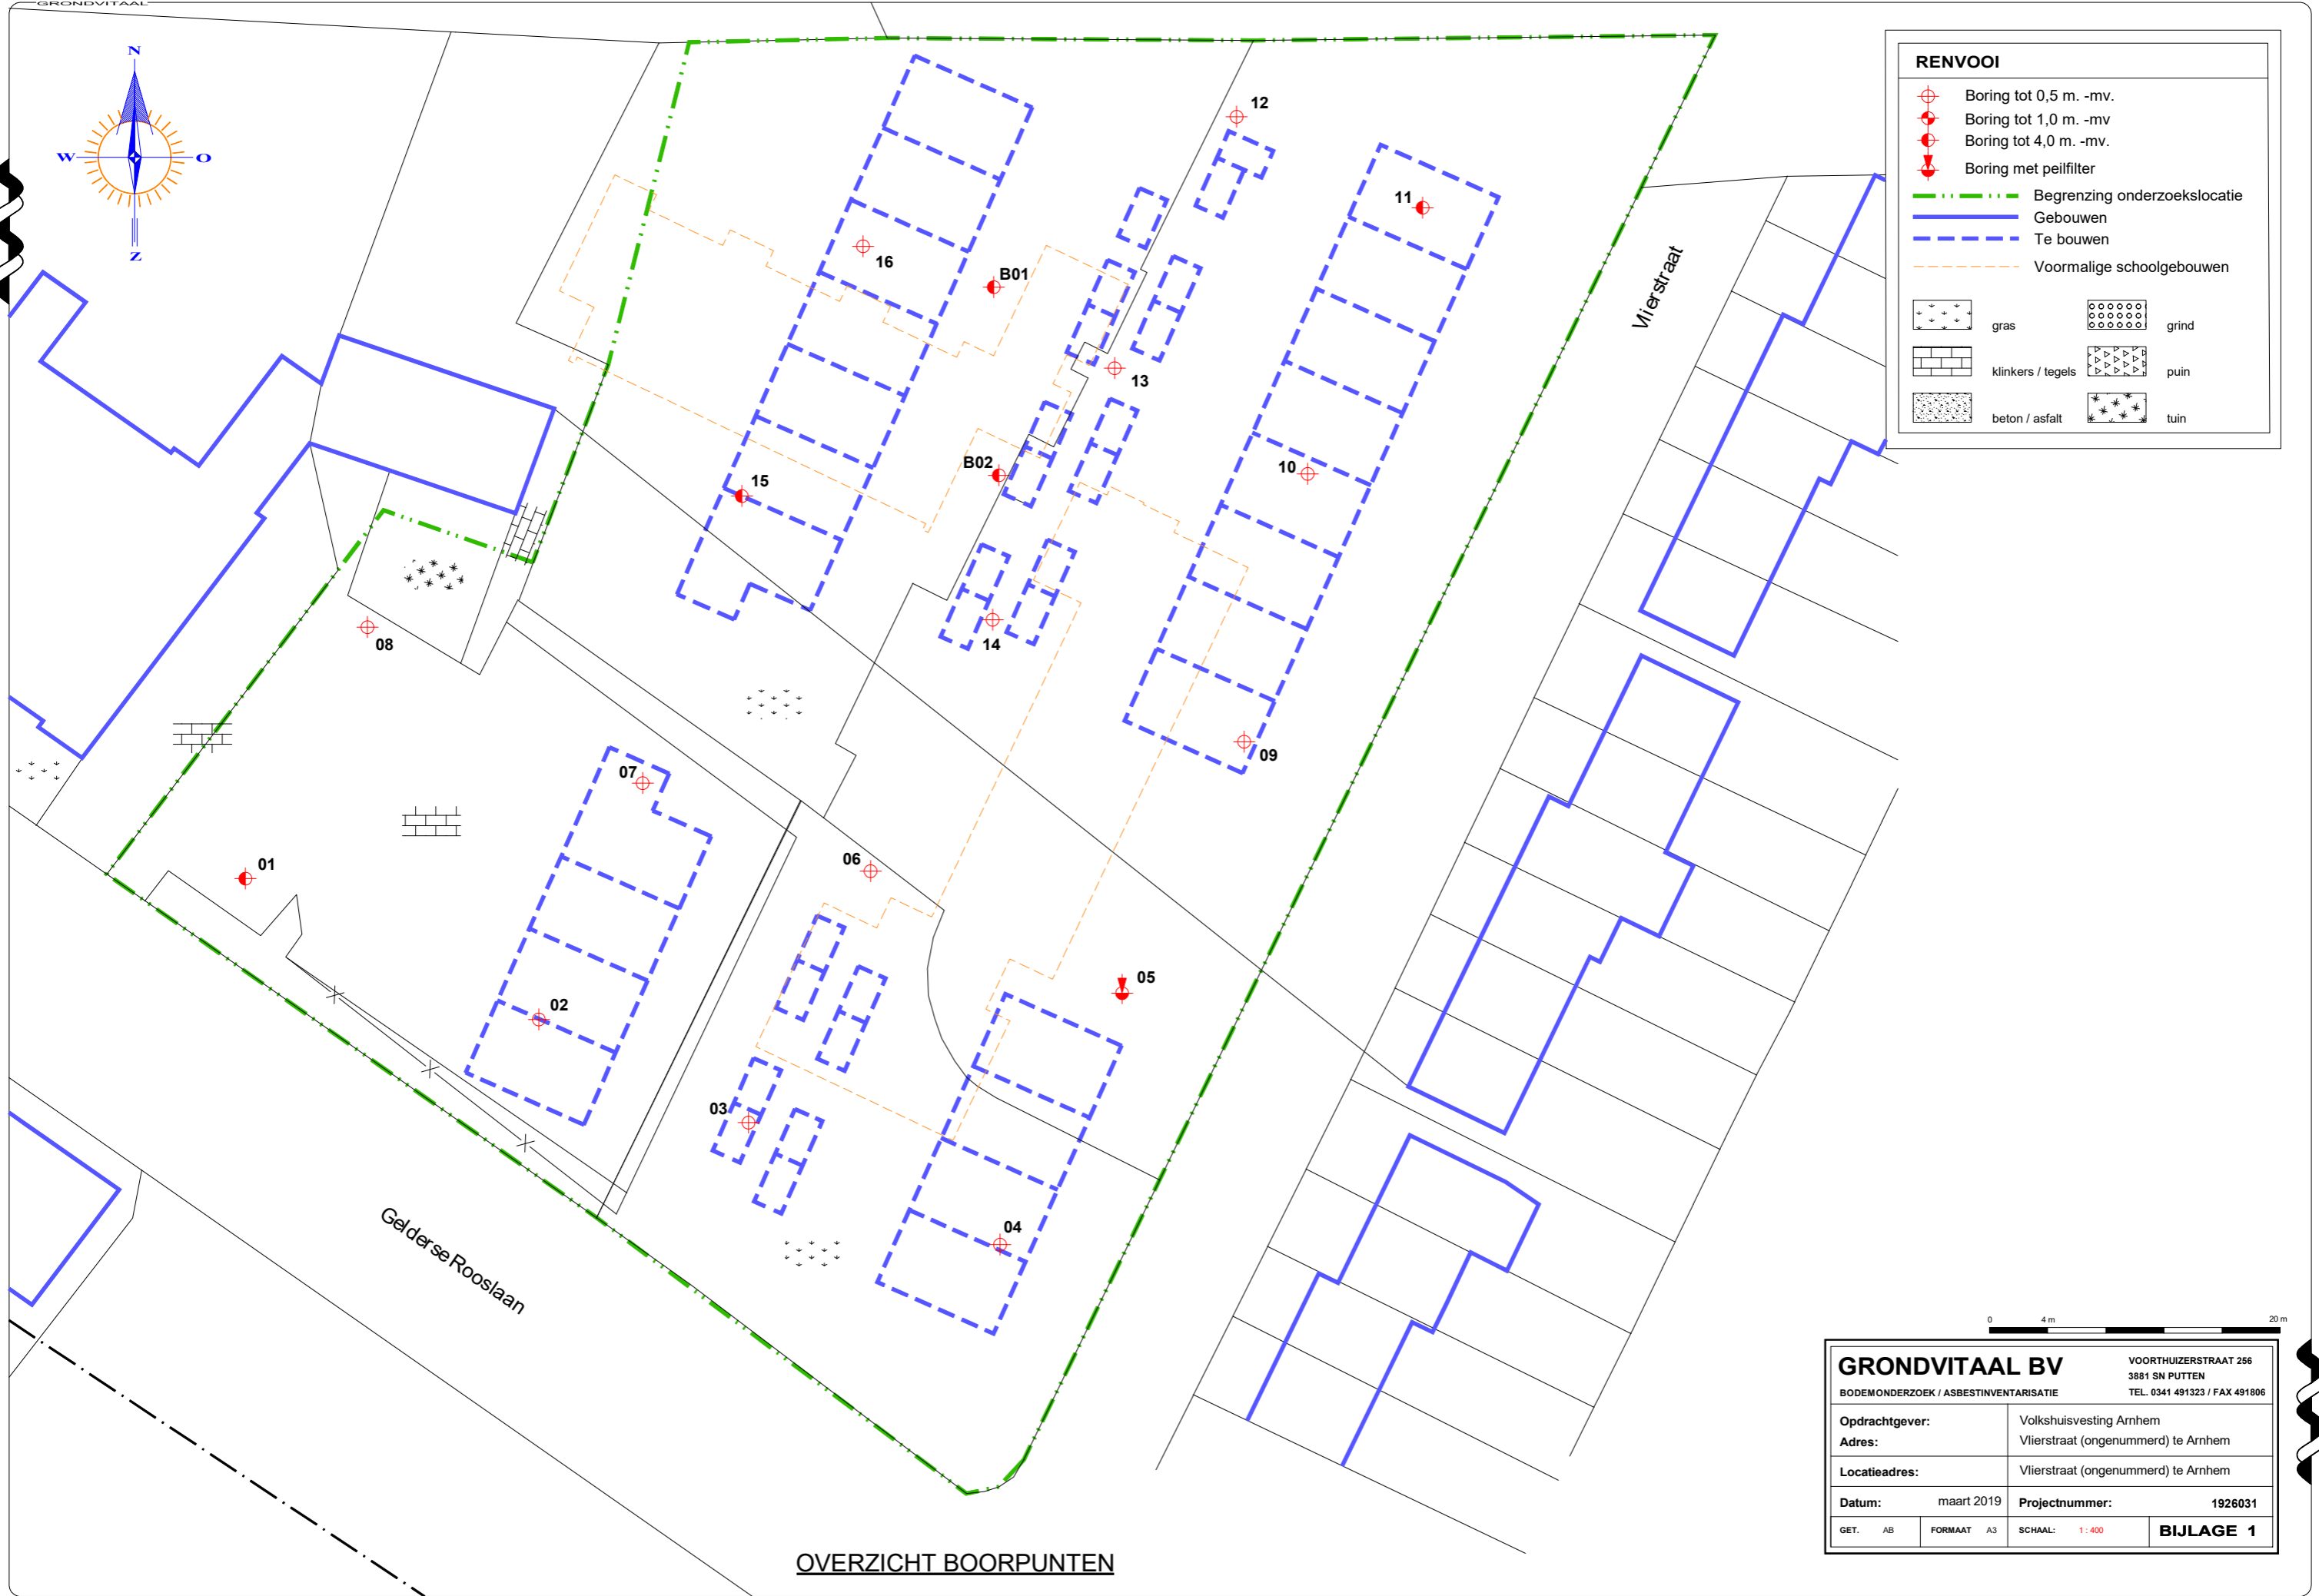 GRONDVITAAL
N
W
O
Z
RENVOOI
Boring tot 0,5 m. -mv.
Boring tot 1,0 m. -mv
Boring tot 4,0 m. -mv.
Boring met peilfilter
Begrenzing onderzoekslocatie
Gebouwen
Te bouwen
Voormalige schoolgebouwen
gras
grind
klinkers / tegels
puin
beton / asfalt
tuin
12
11
16
B01
Vlierstraat
13
B02
10
15
14
08
09
07
06
01
05
02
03
04
Gelderse Rooslaan
0 4 m 20 m
GRONDVITAAL BV
BODEMONDERZOEK / ASBESTINVENTARISATIE
VOORTHUIZERSTRAAT 256
3881 SN PUTTEN
TEL. 0341 491323 / FAX 491806
Opdrachtgever: Volkshuisvesting Arnhem
Adres: Vlierstraat (ongenummerd) te Arnhem
Locatieadres: Vlierstraat (ongenummerd) te Arnhem
Datum: maart 2019 Projectnummer: 1926031
GET. AB FORMAAT A3 SCHAAL: 1 : 400 BIJLAGE 1
OVERZICHT BOORPUNTEN